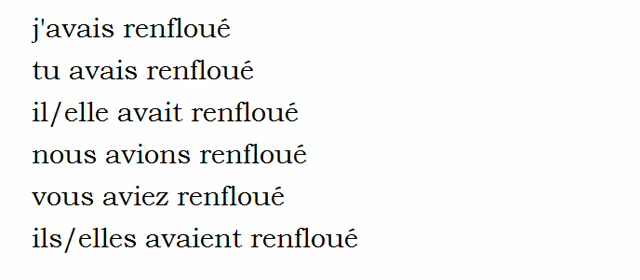 j'avais renfloué
tu avais renfloué
il/elle avait renfloué
nous avions renfloué
vous aviez renfloué
ils/elles avaient renfloué